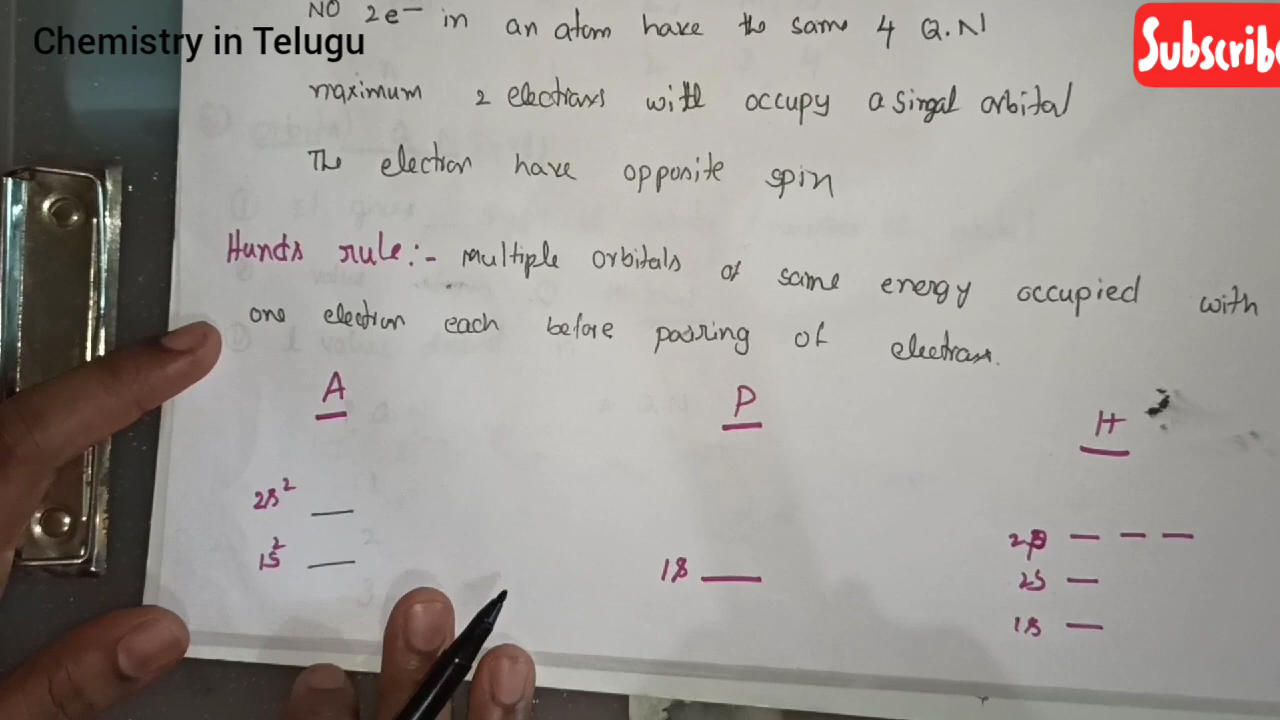 NO 2e— in an atom have the same 4 Q.N
Chemistry in Telugu
Subscribe
maximum 2 electrons will occupy a singal orbital
The electron have opposite spin
Hunds rule:- Multiple orbitals of same energy occupied with
one electron each before pairing of electrons.
A
P
H
2s²
1s²
1s
2p
2s
1s